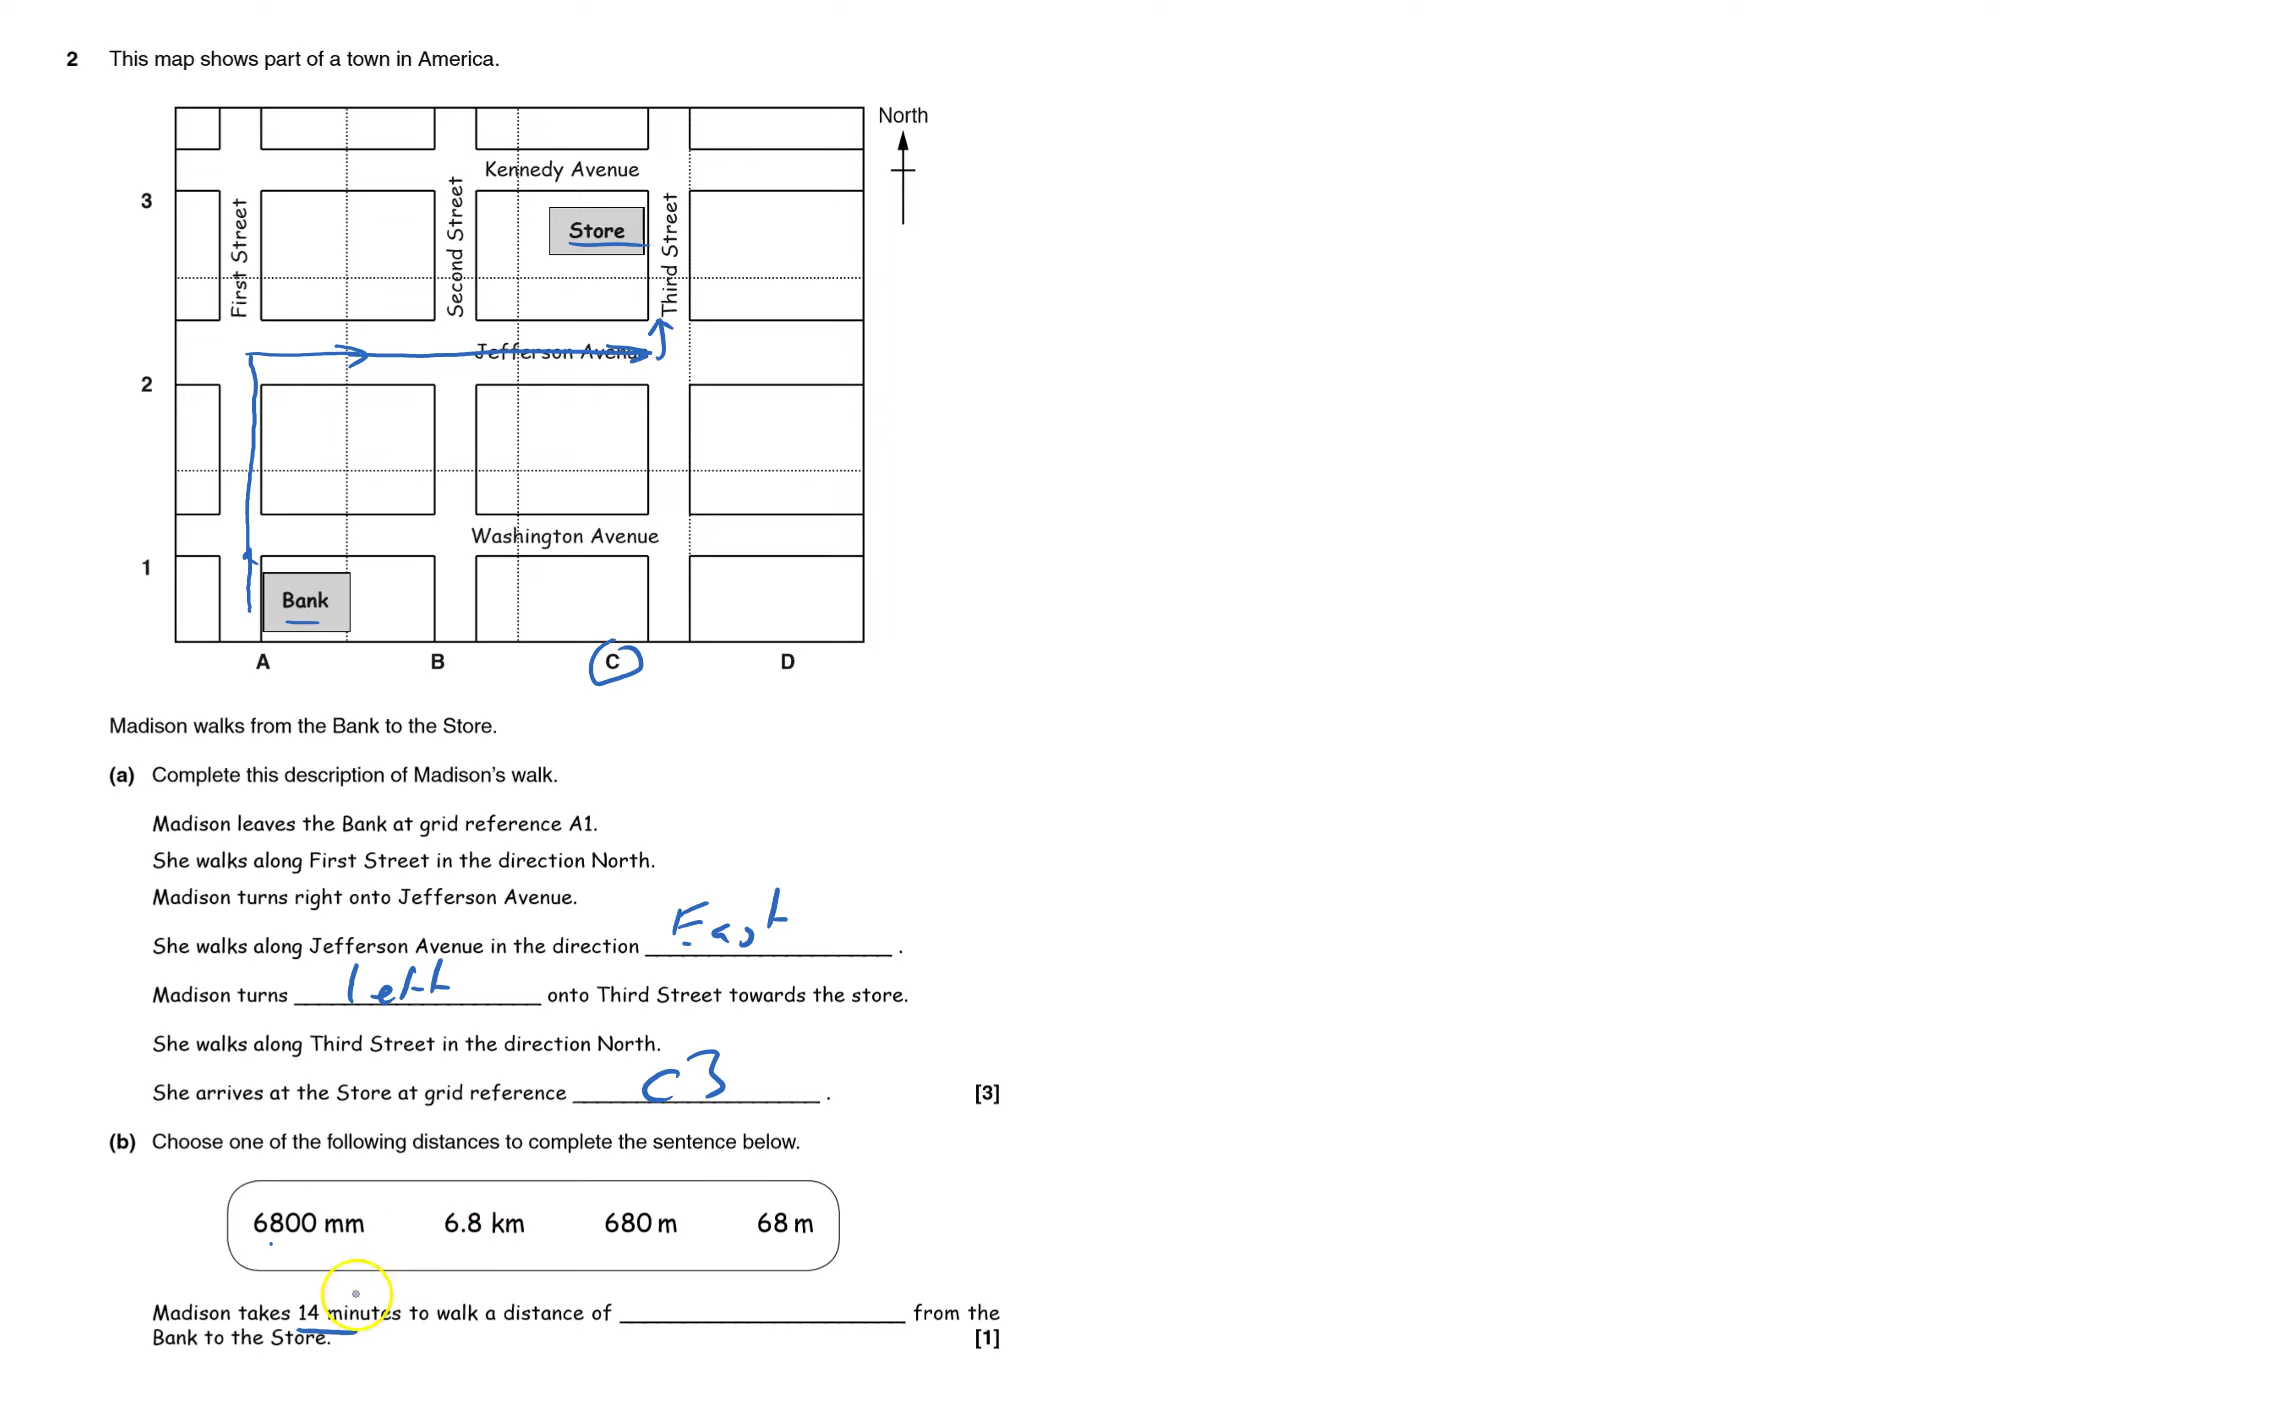 2 This map shows part of a town in America.
North
Kennedy Avenue
3
First Street
Second Street
Store
Third Street
Jefferson Avenue
2
Washington Avenue
1
Bank
A B C D
Madison walks from the Bank to the Store.
(a) Complete this description of Madison's walk.
Madison leaves the Bank at grid reference A1.
She walks along First Street in the direction North.
Madison turns right onto Jefferson Avenue.
She walks along Jefferson Avenue in the direction East .
Madison turns left onto Third Street towards the store.
She walks along Third Street in the direction North.
She arrives at the Store at grid reference C3 . [3]
(b) Choose one of the following distances to complete the sentence below.
6800 mm 6.8 km 680 m 68 m
Madison takes 14 minutes to walk a distance of ____ from the
Bank to the Store. [1]